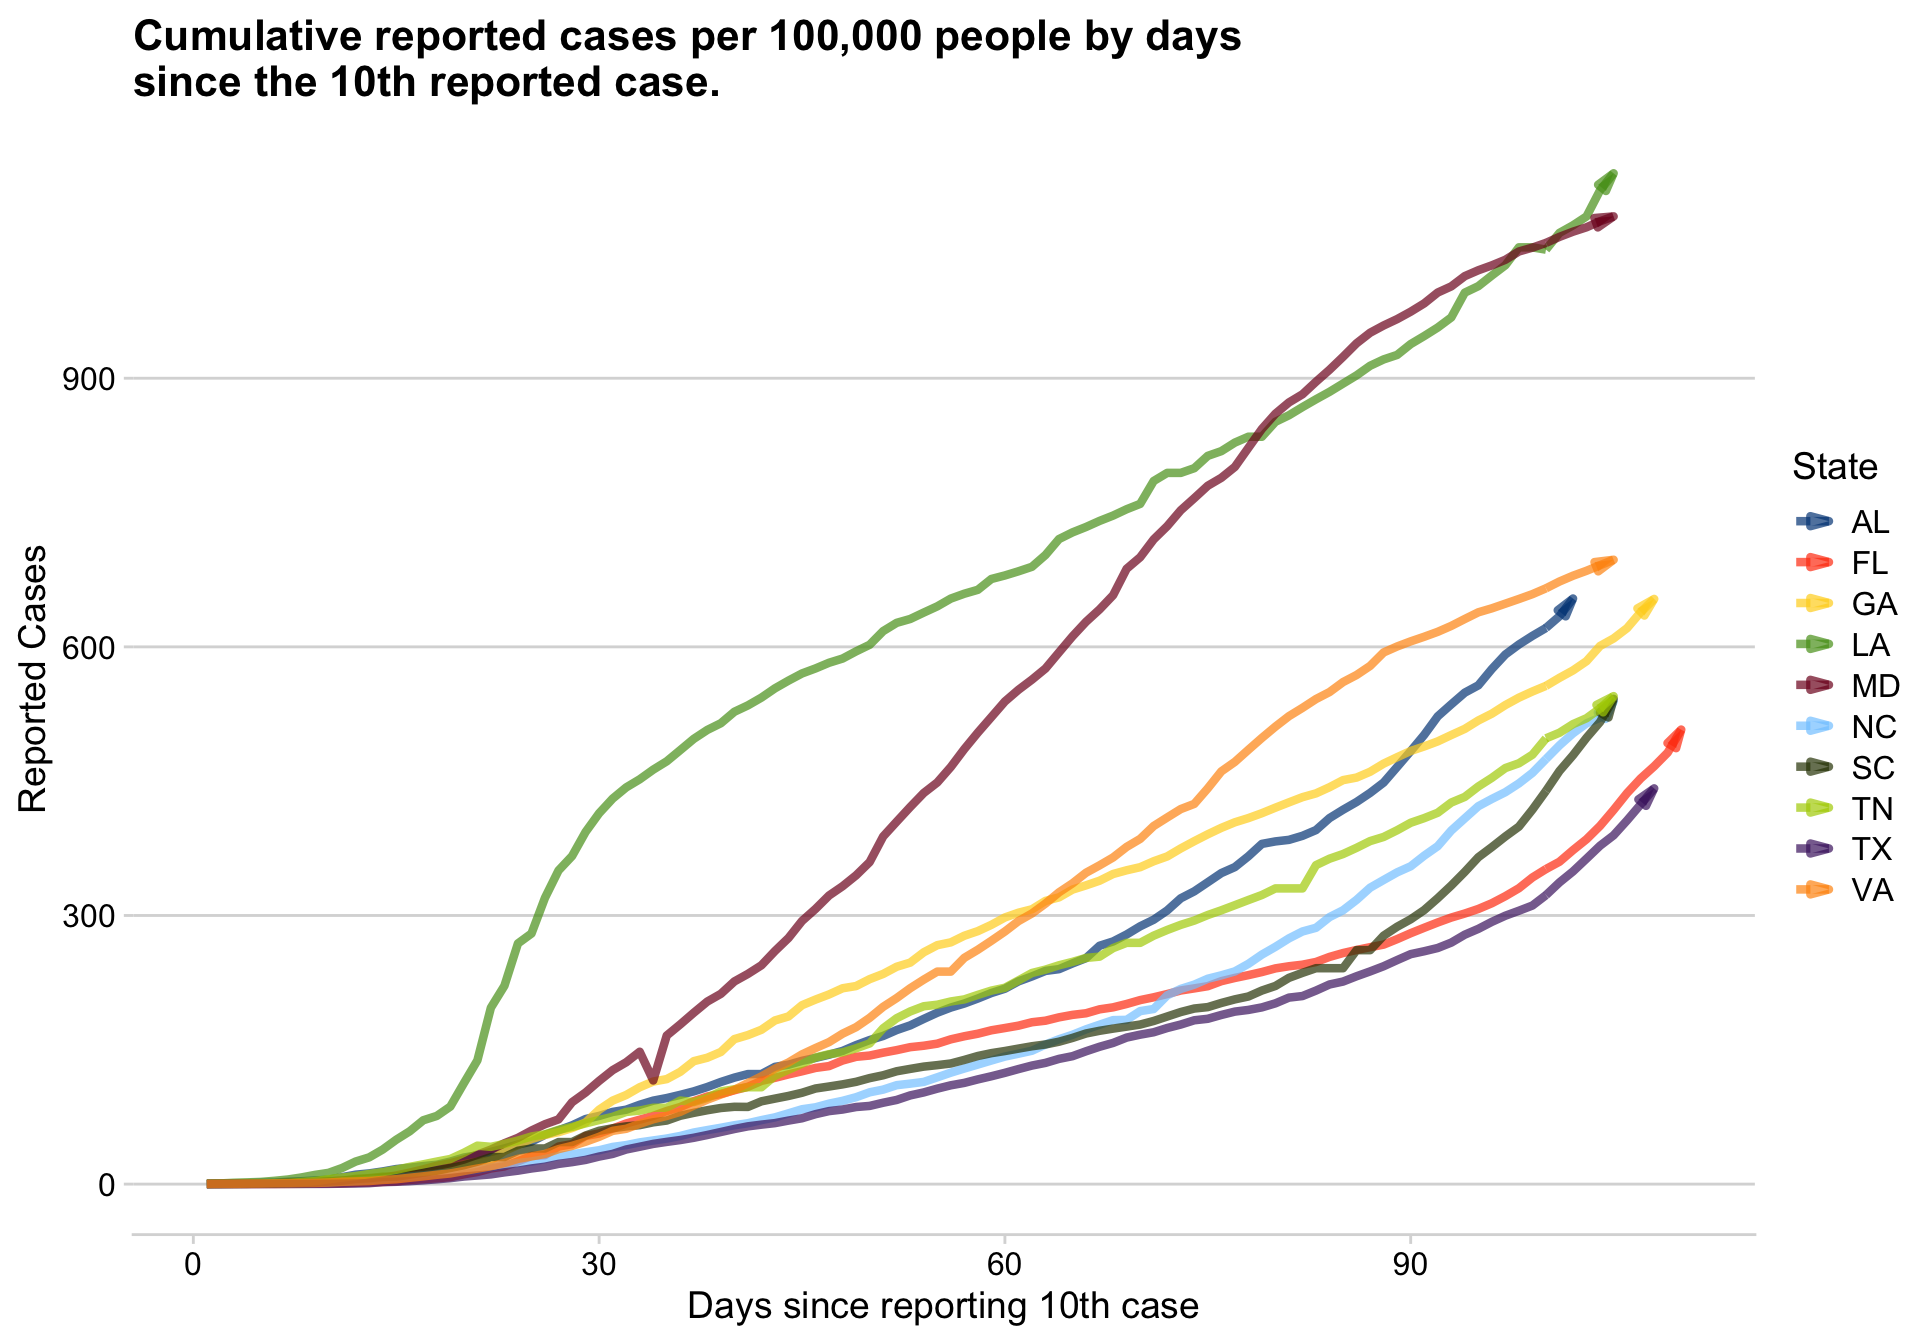 Cumulative reported cases per 100,000 people by days
since the 10th reported case.
Reported Cases
900
600
300
0
0
30
60
90
Days since reporting 10th case
State
AL
FL
GA
LA
MD
NC
SC
TN
TX
VA